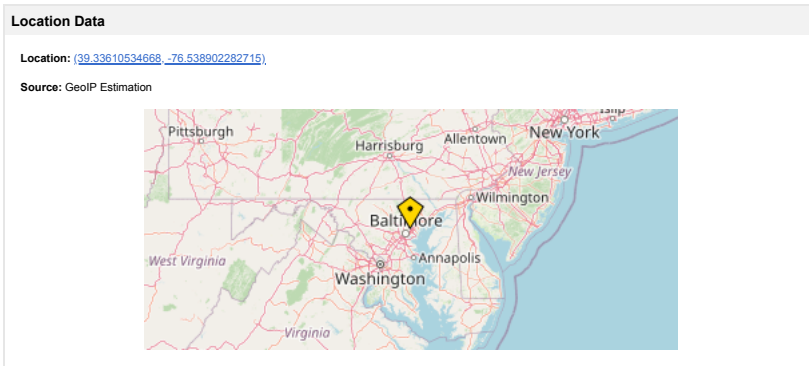 Location Data
Location: (39.33610534668, -76.538902282715)
Source: GeoIP Estimation
Islip
Pittsburgh
New York
Allentown
Harrisburg
New Jersey
Wilmington
Baltimore
West Virginia
Annapolis
Washington
Virginia